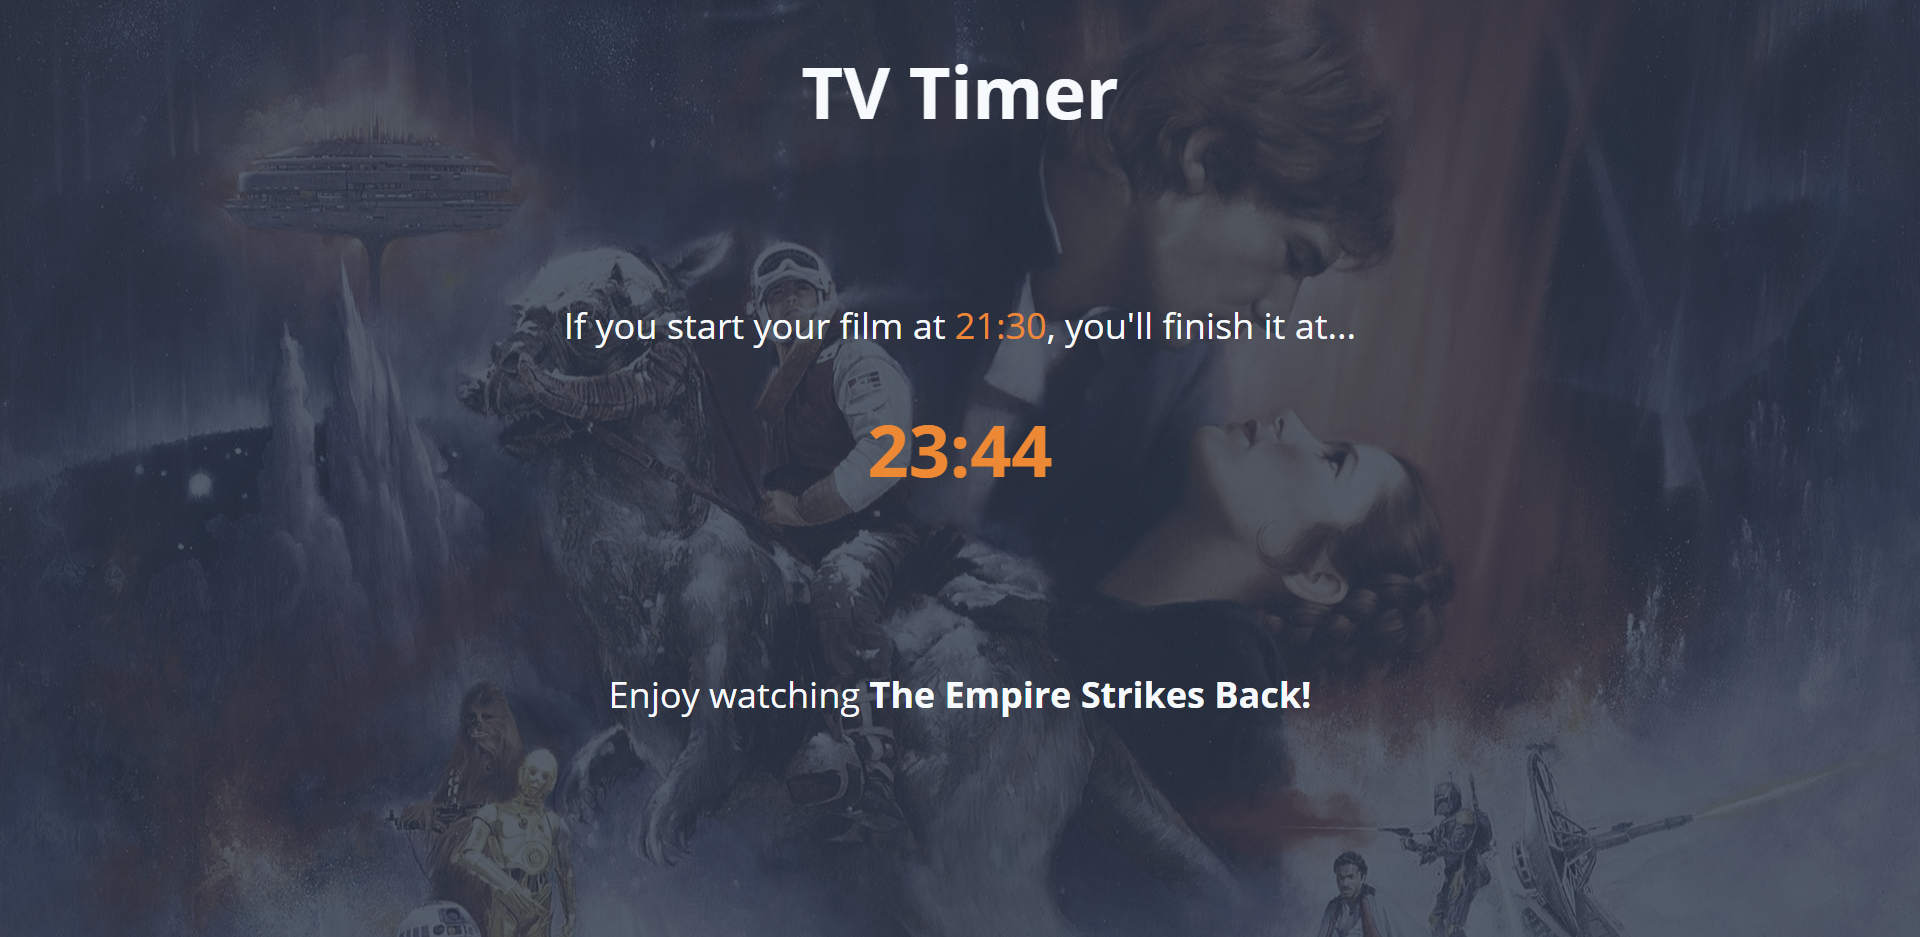 TV Timer
If you start your film at 21:30, you'll finish it at...
23:44
Enjoy watching The Empire Strikes Back!